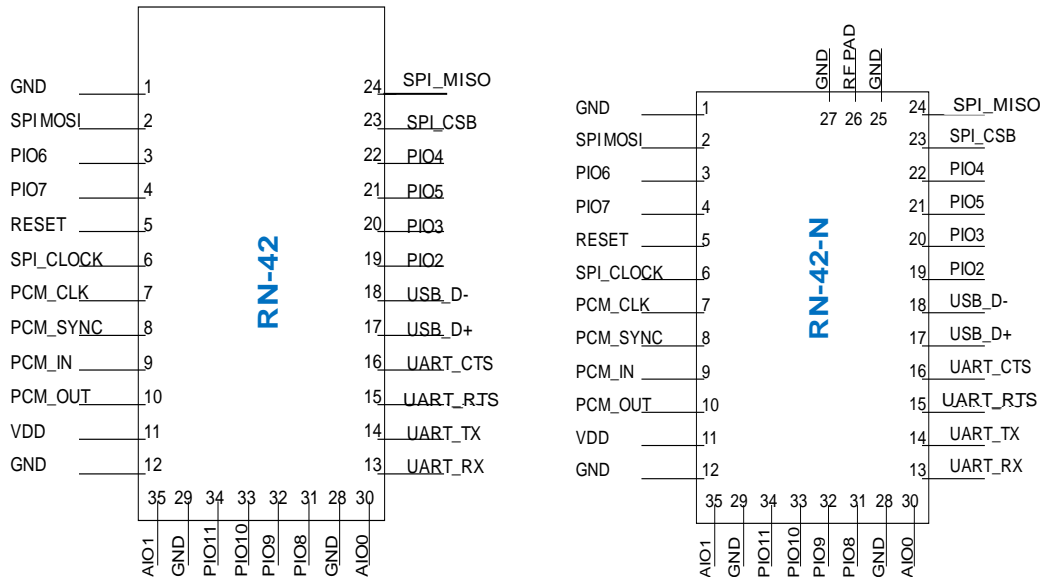 GND 1 24 SPI_MISO
SPI MOSI 2 23 SPI_CSB
PIO6 3 22 PIO4
PIO7 4 21 PIO5
RESET 5 20 PIO3
SPI_CLOCK 6 19 PIO2
PCM_CLK 7 18 USB_D-
PCM_SYNC 8 17 USB_D+
PCM_IN 9 16 UART_CTS
PCM_OUT 10 15 UART_RTS
VDD 11 14 UART_TX
GND 12 13 UART_RX
RN-42
35 29 34 33 32 31 28 30
AIO1 GND PIO11 PIO10 PIO9 PIO8 GND AIO0
GND RF PAD GND
27 26 25
GND 1 24 SPI_MISO
SPI MOSI 2 23 SPI_CSB
PIO6 3 22 PIO4
PIO7 4 21 PIO5
RESET 5 20 PIO3
SPI_CLOCK 6 19 PIO2
PCM_CLK 7 18 USB_D-
PCM_SYNC 8 17 USB_D+
PCM_IN 9 16 UART_CTS
PCM_OUT 10 15 UART_RTS
VDD 11 14 UART_TX
GND 12 13 UART_RX
RN-42-N
35 29 34 33 32 31 28 30
AIO1 GND PIO11 PIO10 PIO9 PIO8 GND AIO0